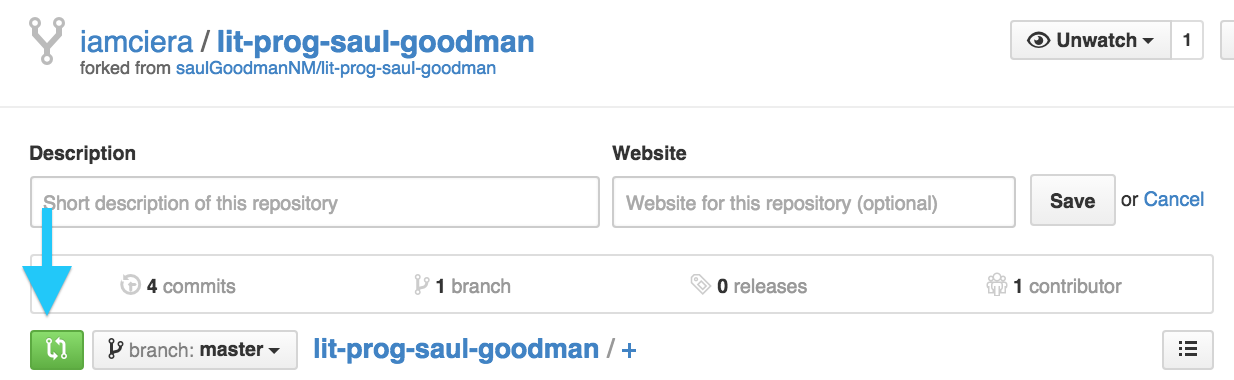 iamciera / lit-prog-saul-goodman
forked from saulGoodmanNM/lit-prog-saul-goodman
Unwatch 1
Description Website
Short description of this repository Website for this repository (optional) Save or Cancel
4 commits 1 branch 0 releases 1 contributor
branch: master lit-prog-saul-goodman / +